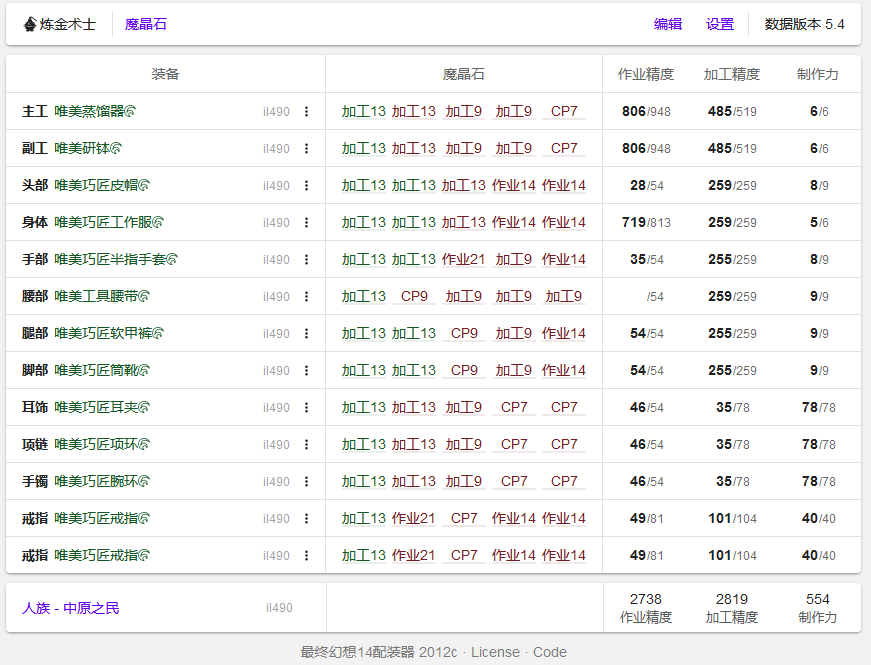 炼金术士 魔晶石 编辑 设置 数据版本 5.4
装备 魔晶石 作业精度 加工精度 制作力
主工 唯美蒸馏器 il490 加工13 加工13 加工9 加工9 CP7 806/948 485/519 6/6
副工 唯美研钵 il490 加工13 加工13 加工9 加工9 CP7 806/948 485/519 6/6
头部 唯美巧匠皮帽 il490 加工13 加工13 加工13 作业14 作业14 28/54 259/259 8/9
身体 唯美巧匠工作服 il490 加工13 加工13 加工13 作业14 作业14 719/813 259/259 5/6
手部 唯美巧匠半指手套 il490 加工13 加工13 作业21 加工9 作业14 35/54 255/259 8/9
腰部 唯美工具腰带 il490 加工13 CP9 加工9 加工9 加工9 /54 259/259 9/9
腿部 唯美巧匠软甲裤 il490 加工13 加工13 CP9 加工9 作业14 54/54 255/259 9/9
脚部 唯美巧匠筒靴 il490 加工13 加工13 CP9 加工9 作业14 54/54 255/259 9/9
耳饰 唯美巧匠耳夹 il490 加工13 加工13 加工9 CP7 CP7 46/54 35/78 78/78
项链 唯美巧匠项环 il490 加工13 加工13 加工9 CP7 CP7 46/54 35/78 78/78
手镯 唯美巧匠腕环 il490 加工13 加工13 加工9 CP7 CP7 46/54 35/78 78/78
戒指 唯美巧匠戒指 il490 加工13 作业21 CP7 作业14 作业14 49/81 101/104 40/40
戒指 唯美巧匠戒指 il490 加工13 作业21 CP7 作业14 作业14 49/81 101/104 40/40
人族 - 中原之民 il490 2738 2819 554
作业精度 加工精度 制作力
最终幻想14配装器 2012c · License · Code